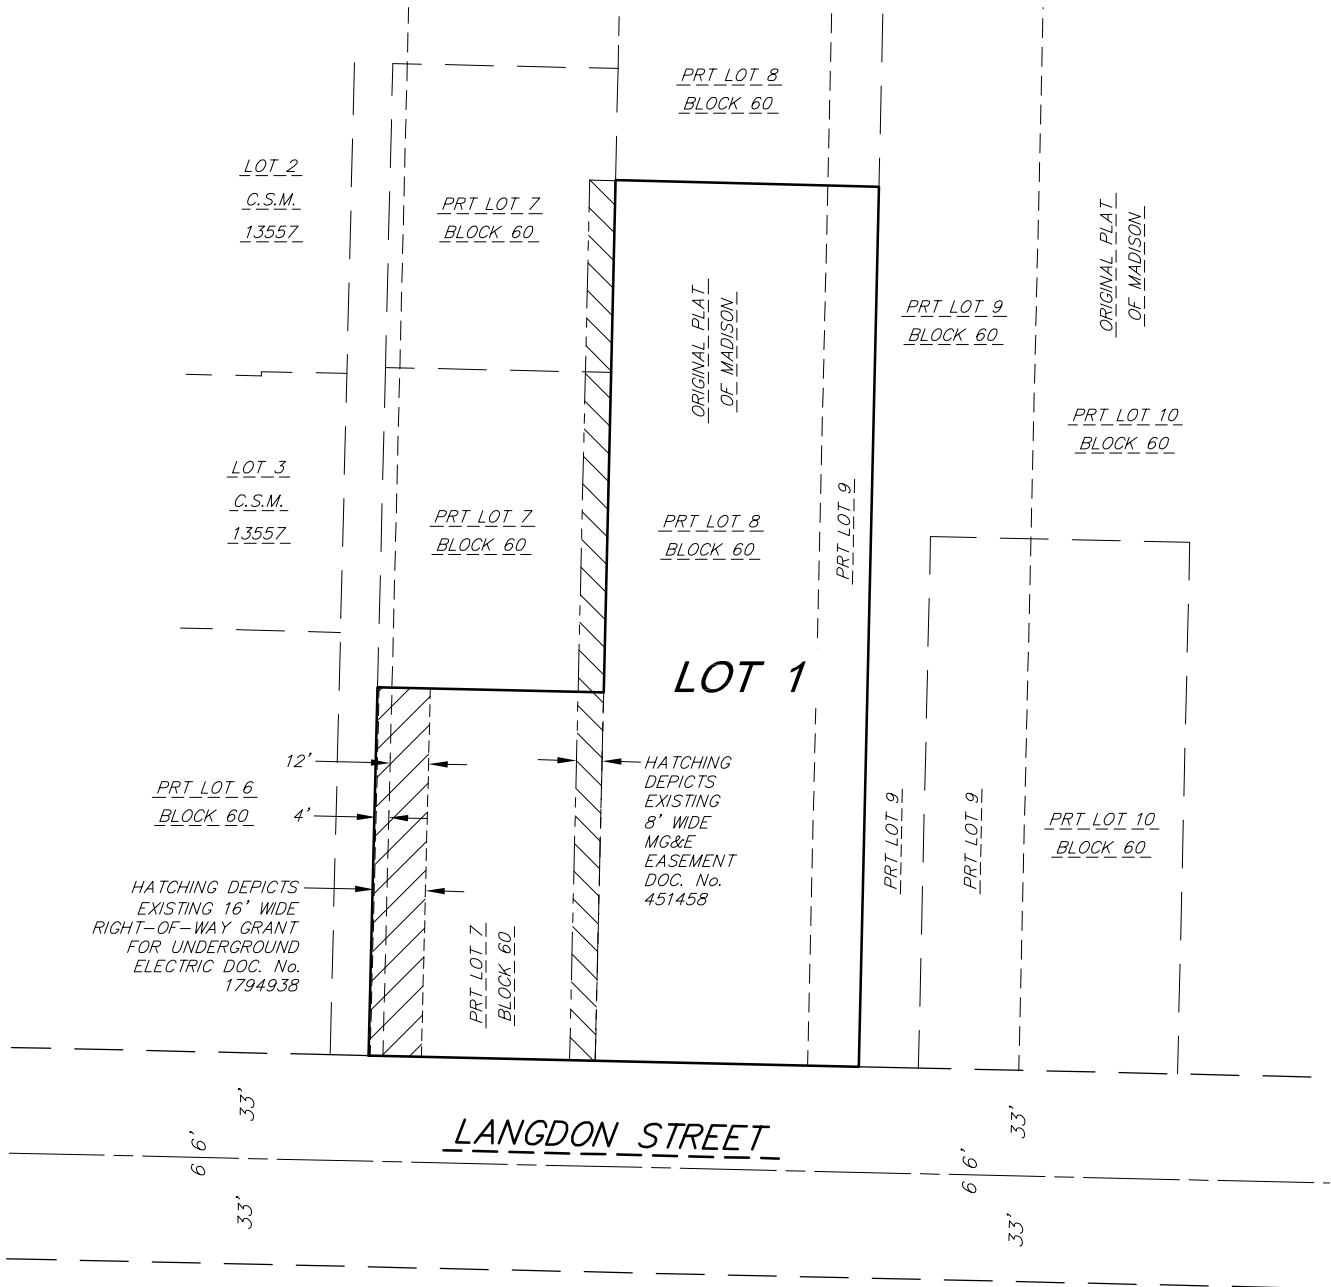 PRT LOT 8
BLOCK 60
LOT 2
C.S.M.
13557
PRT LOT 7
BLOCK 60
ORIGINAL PLAT
OF MADISON
ORIGINAL PLAT
OF MADISON
PRT LOT 9
BLOCK 60
PRT LOT 10
BLOCK 60
LOT 3
C.S.M.
13557
PRT LOT 7
BLOCK 60
PRT LOT 8
BLOCK 60
PRT LOT 9
LOT 1
12'
PRT LOT 6
BLOCK 60
4'
HATCHING
DEPICTS
EXISTING
8' WIDE
MG&E
EASEMENT
DOC. No.
451458
PRT LOT 9
PRT LOT 9
PRT LOT 10
BLOCK 60
HATCHING DEPICTS
EXISTING 16' WIDE
RIGHT-OF-WAY GRANT
FOR UNDERGROUND
ELECTRIC DOC. No.
1794938
PRT LOT 7
BLOCK 60
33'
33'
LANGDON STREET
66'
66'
33'
33'